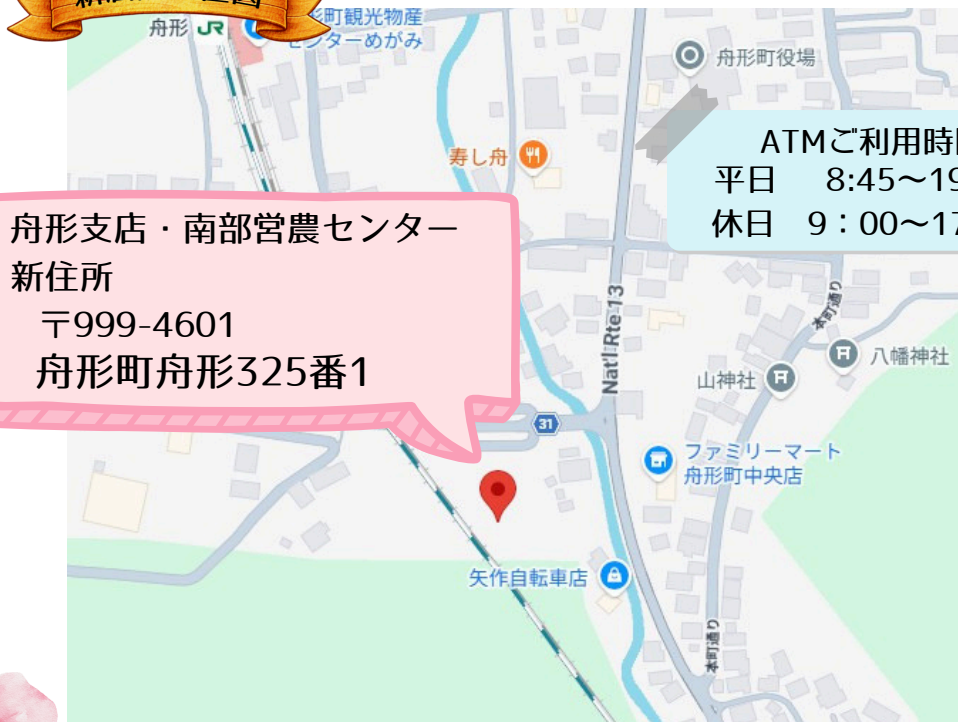 舟形 JR
町観光物産
センターめがみ
舟形町役場
寿し舟
ATMご利用時
平日 8:45～19
休日 9：00～17
舟形支店・南部営農センター
新住所
〒999-4601
舟形町舟形325番1
Nat'l Rte 13
本町通り
八幡神社
山神社
31
ファミリーマート
舟形町中央店
矢作自転車店
本町通り